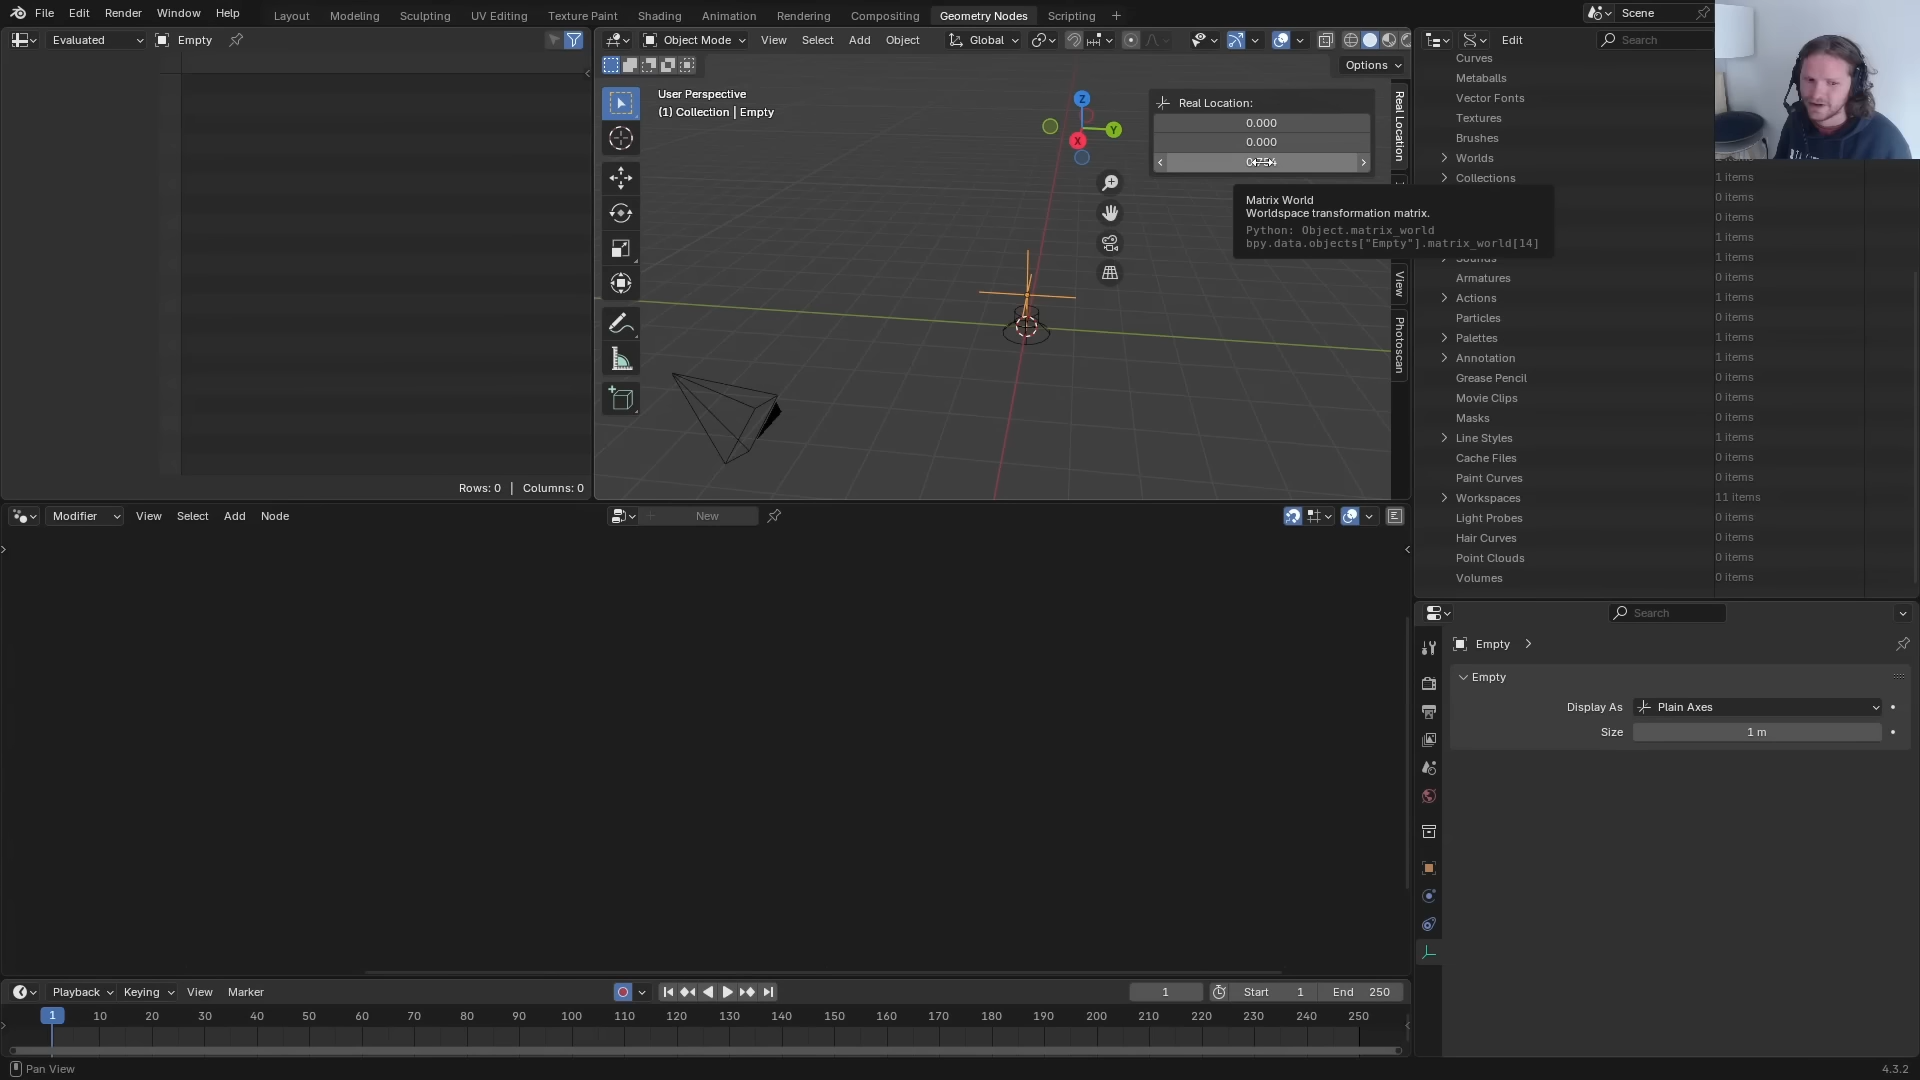 File Edit Render Window Help
Layout Modeling Sculpting UV Editing Texture Paint Shading Animation Rendering Compositing Geometry Nodes Scripting
Scene
Evaluated Empty
Object Mode View Select Add Object Global
Edit Search
Options
User Perspective
(1) Collection | Empty
Z
Y
X
Real Location:
0.000
0.000
Real Location
View
Photoscan
Matrix World
Worldspace transformation matrix.
Python: Object.matrix_world
bpy.data.objects["Empty"].matrix_world[14]
Curves
Metaballs
Vector Fonts
Textures
Brushes
Worlds
Collections 1 items
0 items
0 items
1 items
1 items
Armatures 0 items
Actions 1 items
Particles 0 items
Palettes 1 items
Annotation 1 items
Grease Pencil 0 items
Movie Clips 0 items
Masks 0 items
Line Styles 1 items
Cache Files 0 items
Paint Curves 0 items
Workspaces 11 items
Light Probes 0 items
Hair Curves 0 items
Point Clouds 0 items
Volumes 0 items
Rows: 0 | Columns: 0
Modifier View Select Add Node New
Search
Empty
Empty
Display As Plain Axes
Size 1 m
Playback Keying View Marker 1 Start 1 End 250
1 10 20 30 40 50 60 70 80 90 100 110 120 130 140 150 160 170 180 190 200 210 220 230 240 250
Pan View 4.3.2